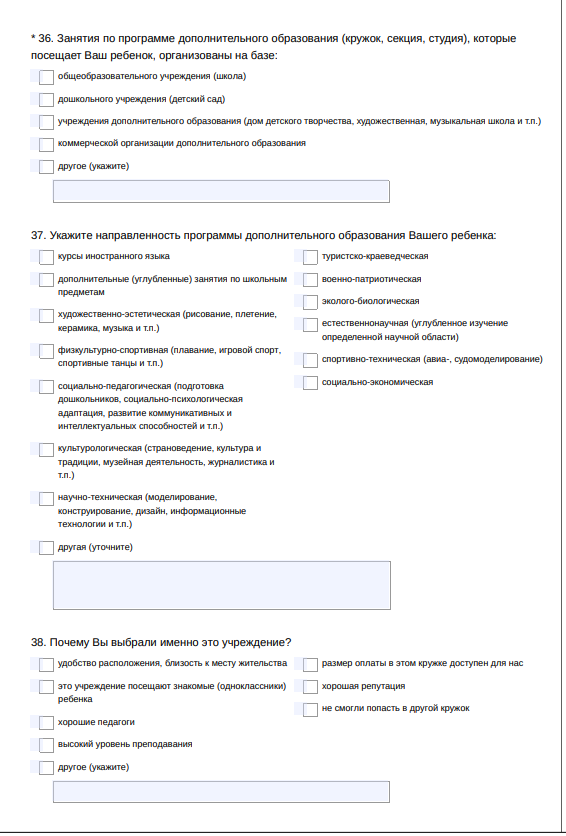 * 36. Занятия по программе дополнительного образования (кружок, секция, студия), которые
посещает Ваш ребенок, организованы на базе:
общеобразовательного учреждения (школа)
дошкольного учреждения (детский сад)
учреждения дополнительного образования (дом детского творчества, художественная, музыкальная школа и т.п.)
коммерческой организации дополнительного образования
другое (укажите)
37. Укажите направленность программы дополнительного образования Вашего ребенка:
курсы иностранного языка
дополнительные (углубленные) занятия по школьным
предметам
художественно-эстетическая (рисование, плетение,
керамика, музыка и т.п.)
физкультурно-спортивная (плавание, игровой спорт,
спортивные танцы и т.п.)
социально-педагогическая (подготовка
дошкольников, социально-психологическая
адаптация, развитие коммуникативных и
интеллектуальных способностей и т.п.)
культурологическая (страноведение, культура и
традиции, музейная деятельность, журналистика и
т.п.)
научно-техническая (моделирование,
конструирование, дизайн, информационные
технологии и т.п.)
другая (уточните)
туристско-краеведческая
военно-патриотическая
эколого-биологическая
естественнонаучная (углубленное изучение
определенной научной области)
спортивно-техническая (авиа-, судомоделирование)
социально-экономическая
38. Почему Вы выбрали именно это учреждение?
удобство расположения, близость к месту жительства
это учреждение посещают знакомые (одноклассники)
ребенка
хорошие педагоги
высокий уровень преподавания
другое (укажите)
размер оплаты в этом кружке доступен для нас
хорошая репутация
не смогли попасть в другой кружок